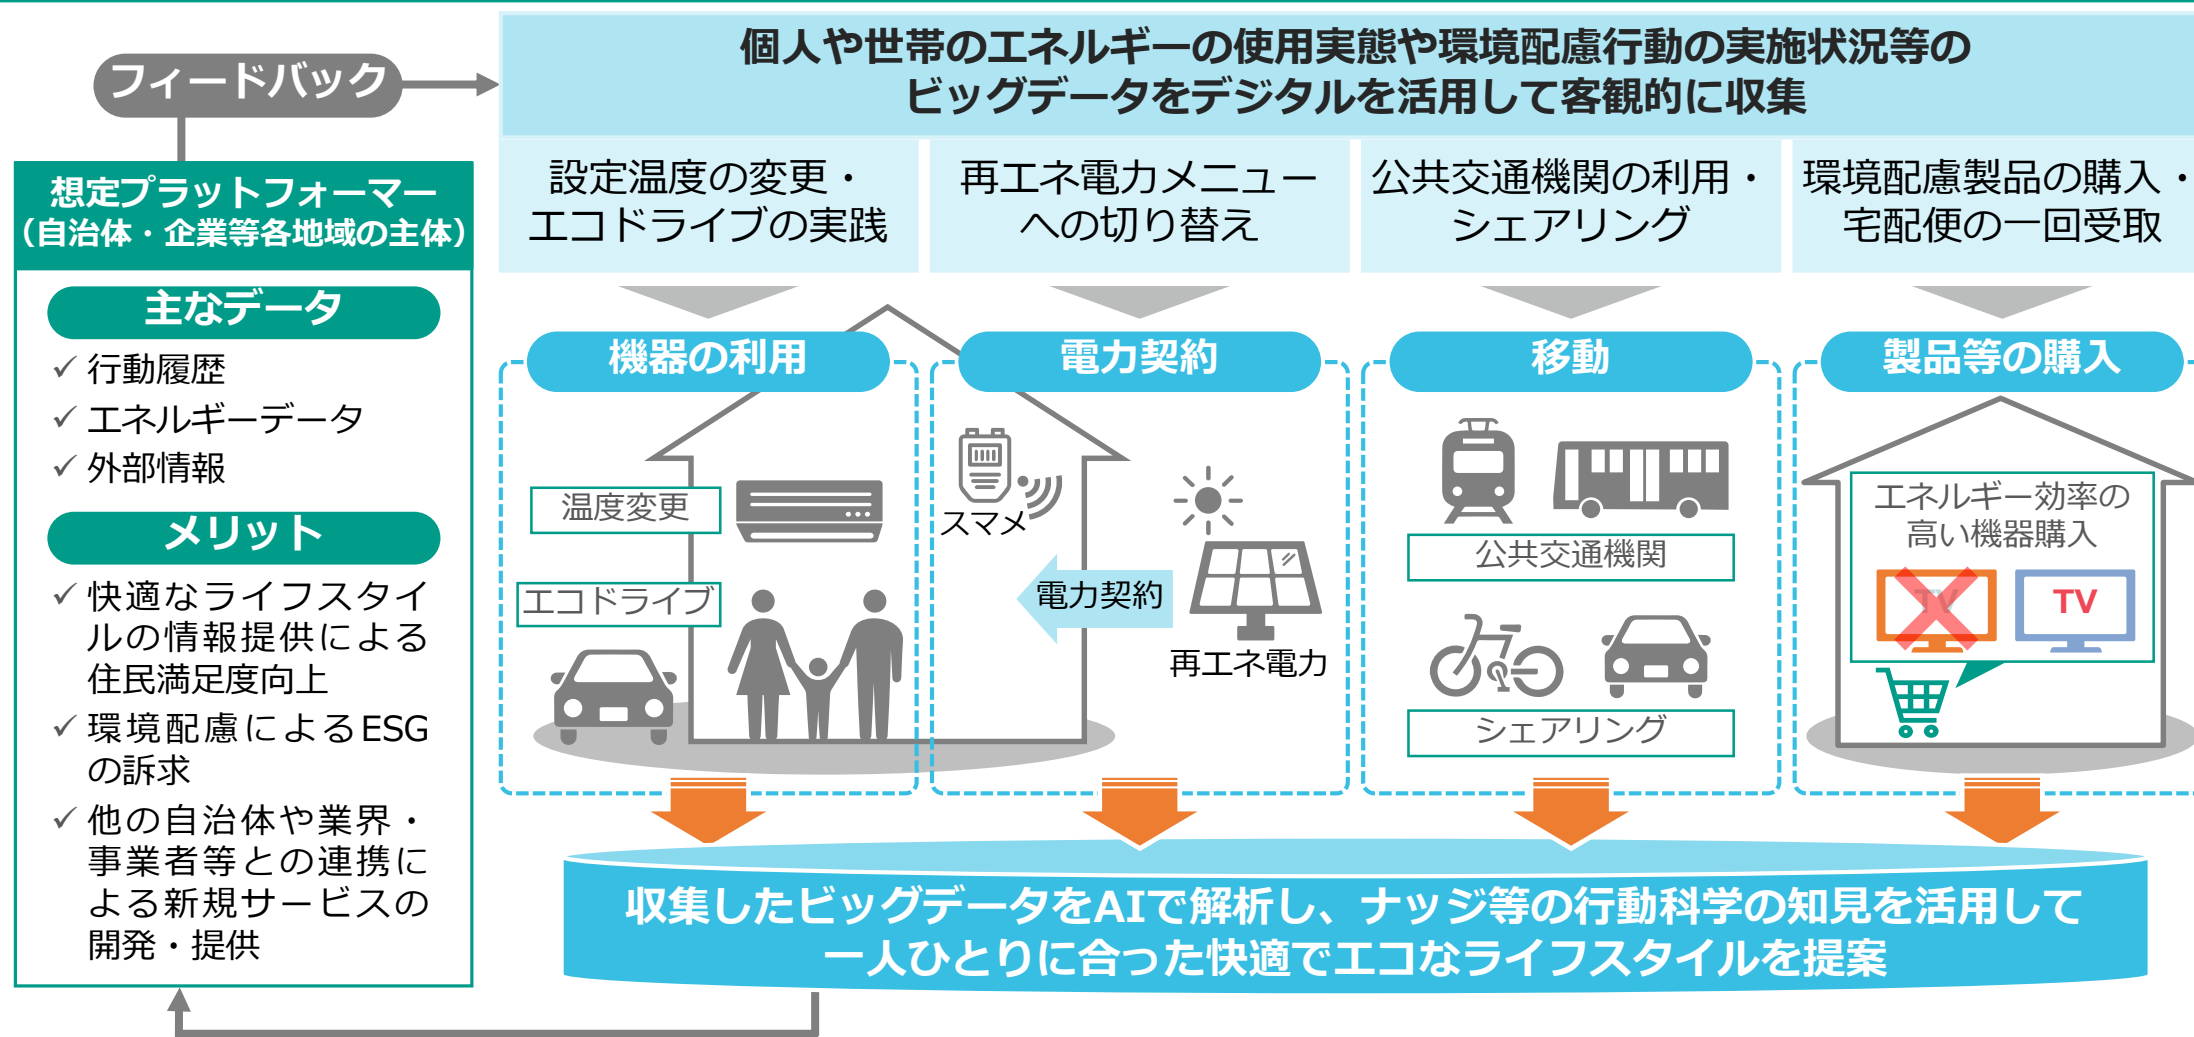 フィードバック
個人や世帯のエネルギーの使用実態や環境配慮行動の実施状況等の
ビッグデータをデジタルを活用して客観的に収集
想定プラットフォーマー
（自治体・企業等各地域の主体）
主なデータ
✓ 行動履歴
✓ エネルギーデータ
✓ 外部情報
メリット
✓ 快適なライフスタイ
ルの情報提供による
住民満足度向上
✓ 環境配慮によるESG
の訴求
✓ 他の自治体や業界・
事業者等との連携に
よる新規サービスの
開発・提供
設定温度の変更・
エコドライブの実践
再エネ電力メニュー
への切り替え
公共交通機関の利用・
シェアリング
環境配慮製品の購入・
宅配便の一回受取
機器の利用
温度変更
エコドライブ
電力契約
スマメ
電力契約
再エネ電力
移動
公共交通機関
シェアリング
製品等の購入
エネルギー効率の
高い機器購入
TV
TV
収集したビッグデータをAIで解析し、ナッジ等の行動科学の知見を活用して
一人ひとりに合った快適でエコなライフスタイルを提案